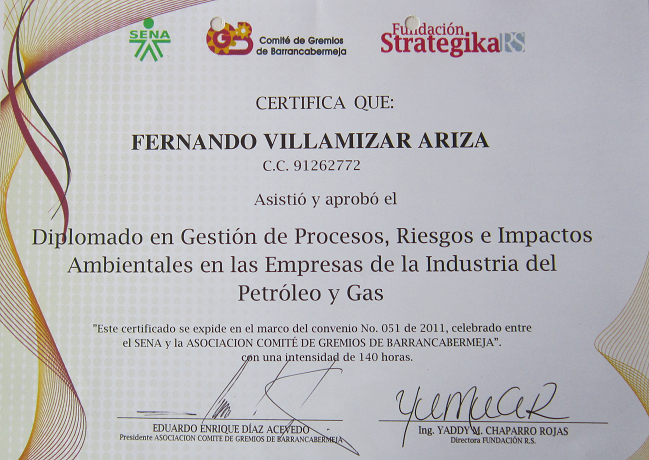 SENA
Comité de Gremios
de Barrancabermeja
Fundación
StrategikaRS
CERTIFICA QUE:
FERNANDO VILLAMIZAR ARIZA
C.C. 91262772
Asistió y aprobó el
Diplomado en Gestión de Procesos, Riesgos e Impactos
Ambientales en las Empresas de la Industria del
Petróleo y Gas
"Este certificado se expide en el marco del convenio No. 051 de 2011, celebrado entre
el SENA y la ASOCIACION COMITÉ DE GREMIOS DE BARRANCABERMEJA".
con una intensidad de 140 horas.
EDUARDO ENRIQUE DÍAZ ACEVEDO
Presidente ASOCIACION COMITE DE GREMIOS DE BARRANCABERMEJA
Ing. YADDY M. CHAPARRO ROJAS
Directora FUNDACIÓN R.S.